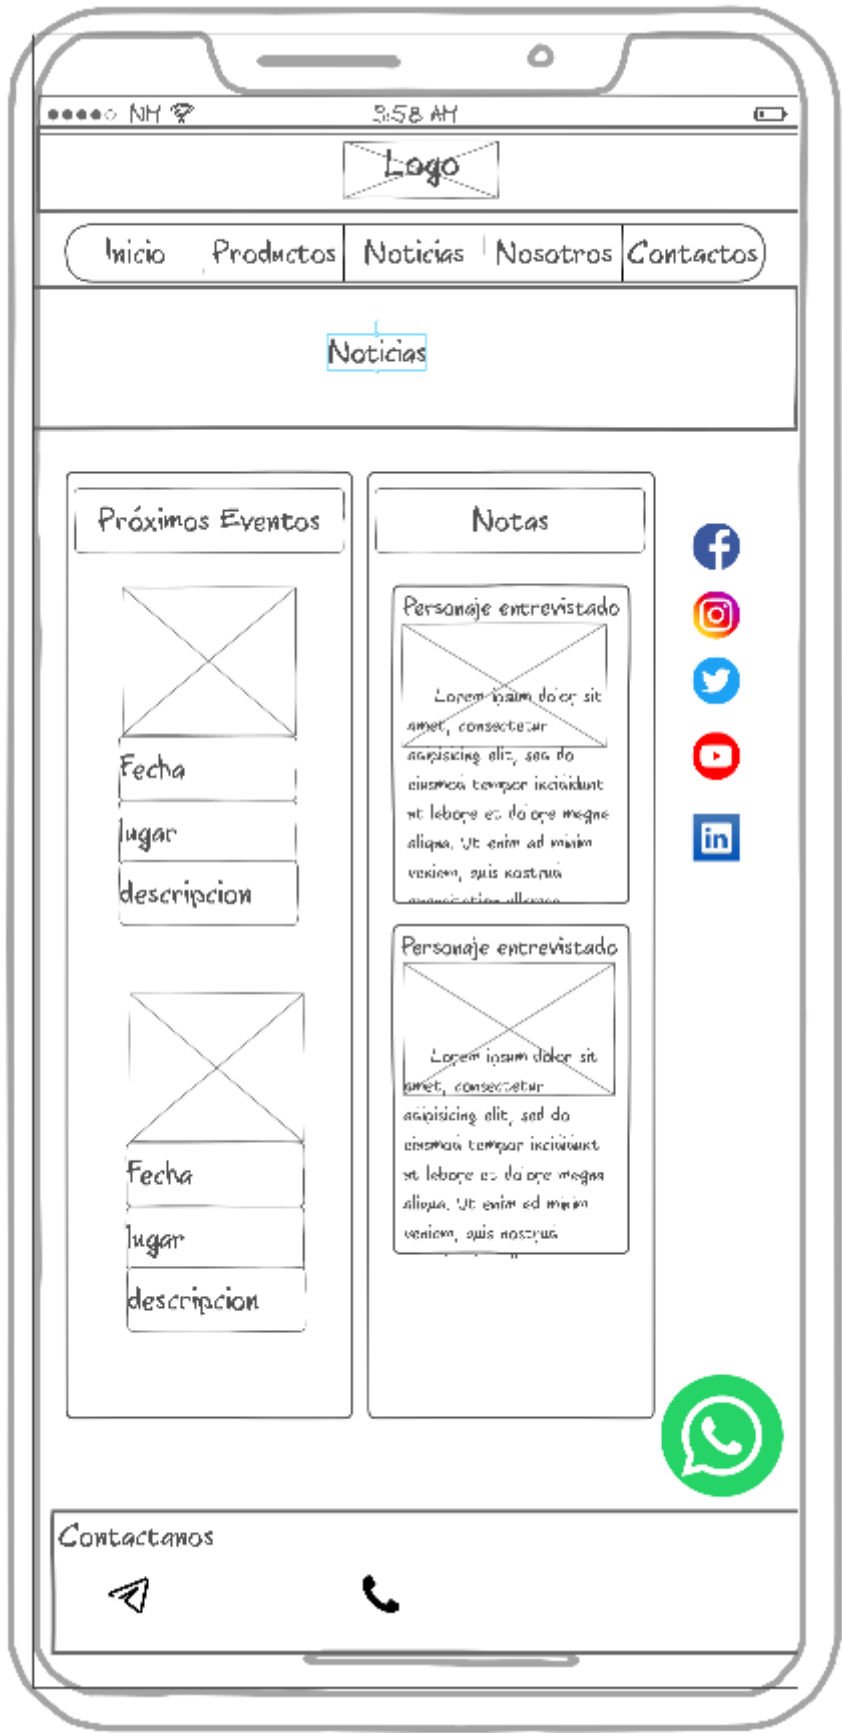 NM 3:58 AM
Logo
Inicio Productos Noticias Nosotros Contactos
Noticias
Próximos Eventos
Fecha
lugar
descripcion
Fecha
lugar
descripcion
Notas
Personaje entrevistado
Lorem ipsum dolor sit
amet, consectetur
adipisicing elit, sed do
eiusmod tempor incididunt
ut labore et dolore magna
aliqua. Ut enim ad minim
veniam, quis nostrud
Personaje entrevistado
Lorem ipsum dolor sit
amet, consectetur
adipisicing elit, sed do
eiusmod tempor incididunt
ut labore et dolore magna
aliqua. Ut enim ad minim
veniam, quis nostrud
in
Contactanos